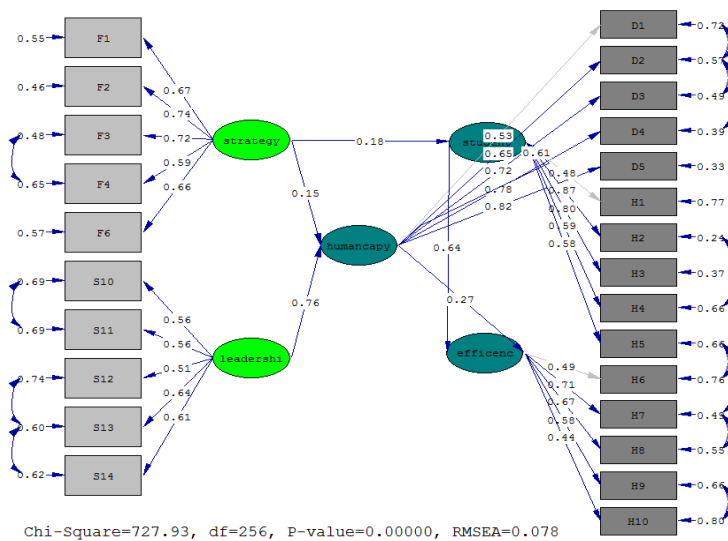 0.55 F1
0.46 F2
0.48 F3
0.65 F4
0.57 F6
0.69 S10
0.69 S11
0.74 S12
0.60 S13
0.62 S14
0.67
0.74
0.72
0.59
0.66
0.56
0.56
0.51
0.64
0.61
strategy
leadershi
0.18
0.15
0.76
humancapy
0.64
0.27
efficenc
0.53
0.65
0.72
0.78
0.82
0.61
0.48
0.87
0.80
0.59
0.58
0.49
0.71
0.67
0.58
0.44
D1 0.72
D2 0.57
D3 0.49
D4 0.39
D5 0.33
H1 0.77
H2 0.24
H3 0.37
H4 0.66
H5 0.66
H6 0.76
H7 0.49
H8 0.55
H9 0.66
H10 0.80
Chi-Square=727.93, df=256, P-value=0.00000, RMSEA=0.078